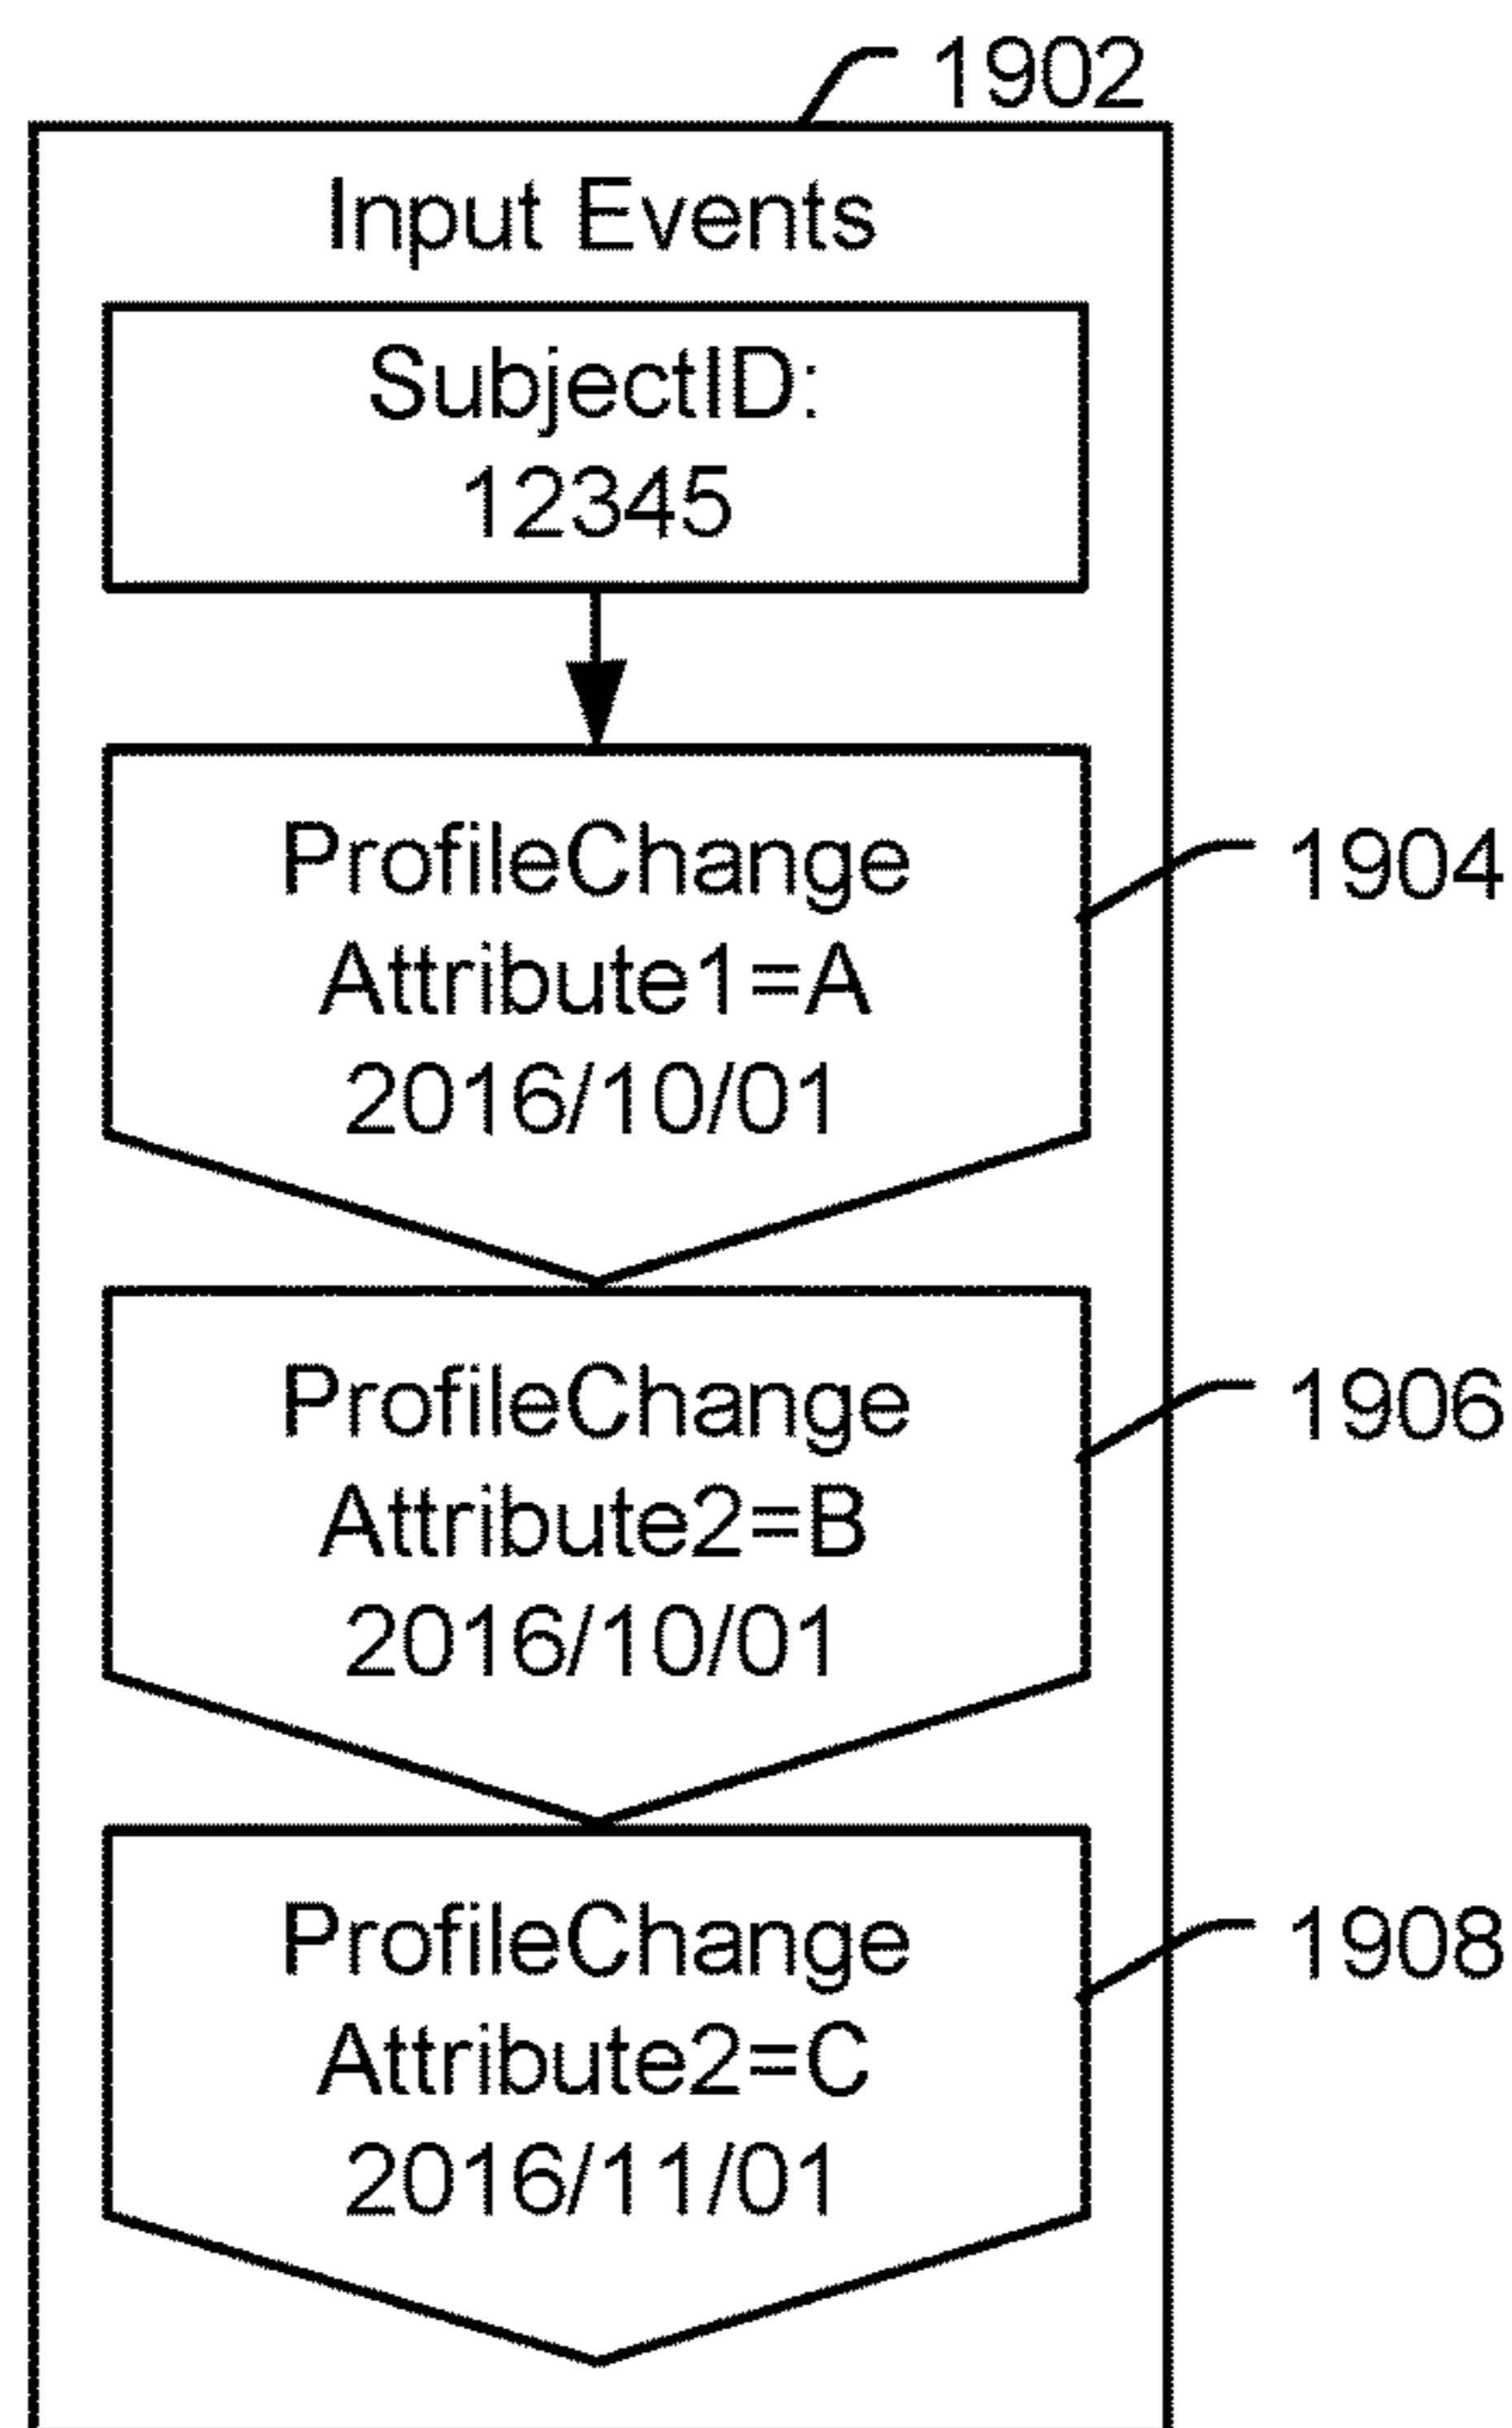 1902
Input Events
SubjectID:
12345
ProfileChange
Attribute1=A
2016/10/01
1904
ProfileChange
Attribute2=B
2016/10/01
1906
ProfileChange
Attribute2=C
2016/11/01
1908